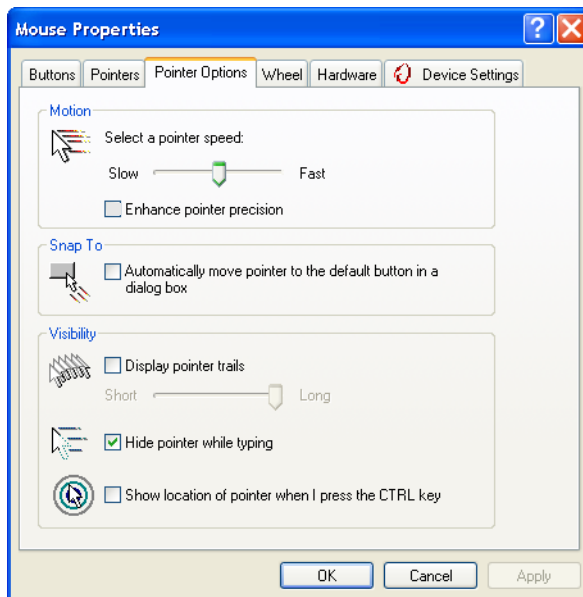 Mouse Properties
Buttons Pointers Pointer Options Wheel Hardware Device Settings
Motion
Select a pointer speed:
Slow Fast
Enhance pointer precision
Snap To
Automatically move pointer to the default button in a
dialog box
Visibility
Display pointer trails
Short Long
Hide pointer while typing
Show location of pointer when I press the CTRL key
OK Cancel Apply